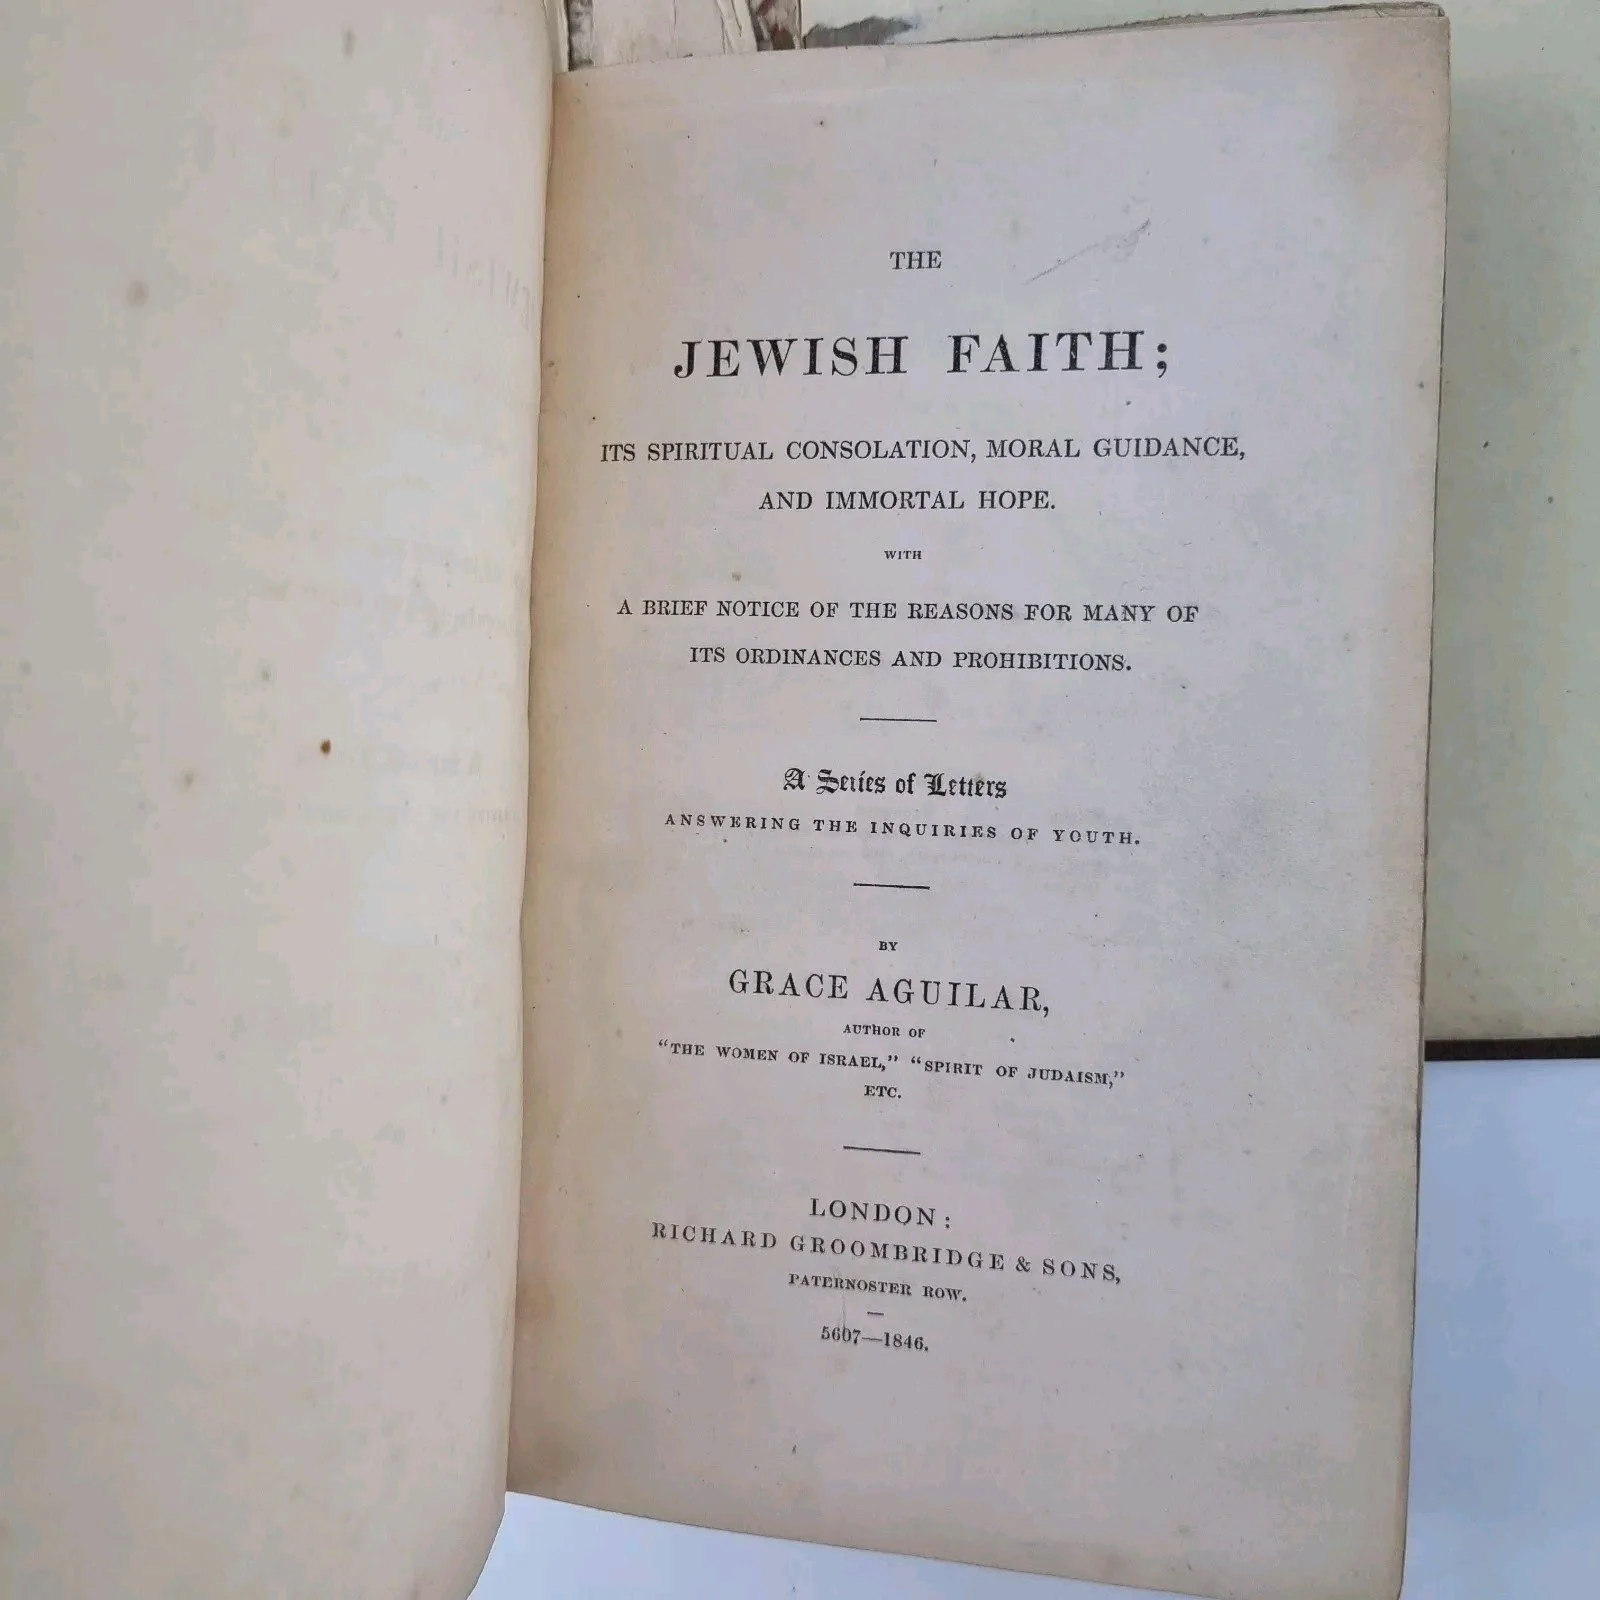 THE
JEWISH FAITH;
ITS SPIRITUAL CONSOLATION, MORAL GUIDANCE,
AND IMMORTAL HOPE.
WITH
A BRIEF NOTICE OF THE REASONS FOR MANY OF
ITS ORDINANCES AND PROHIBITIONS.
A Series of Letters
ANSWERING THE INQUIRIES OF YOUTH.
BY
GRACE AGUILAR,
AUTHOR OF
"THE WOMEN OF ISRAEL," "SPIRIT OF JUDAISM,"
ETC.
LONDON:
RICHARD GROOMBRIDGE & SONS,
PATERNOSTER ROW.
5607—1846.